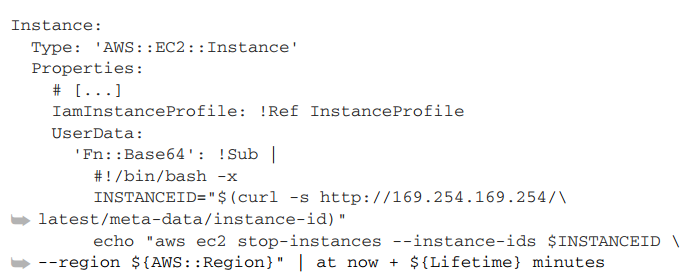 Instance:
  Type: 'AWS::EC2::Instance'
  Properties:
    # [...]
    IamInstanceProfile: !Ref InstanceProfile
    UserData:
      'Fn::Base64': !Sub |
        #!/bin/bash -x
        INSTANCEID="$(curl -s http://169.254.169.254/\
➥ latest/meta-data/instance-id)"
        echo "aws ec2 stop-instances --instance-ids $INSTANCEID \
➥ --region ${AWS::Region}" | at now + ${Lifetime} minutes